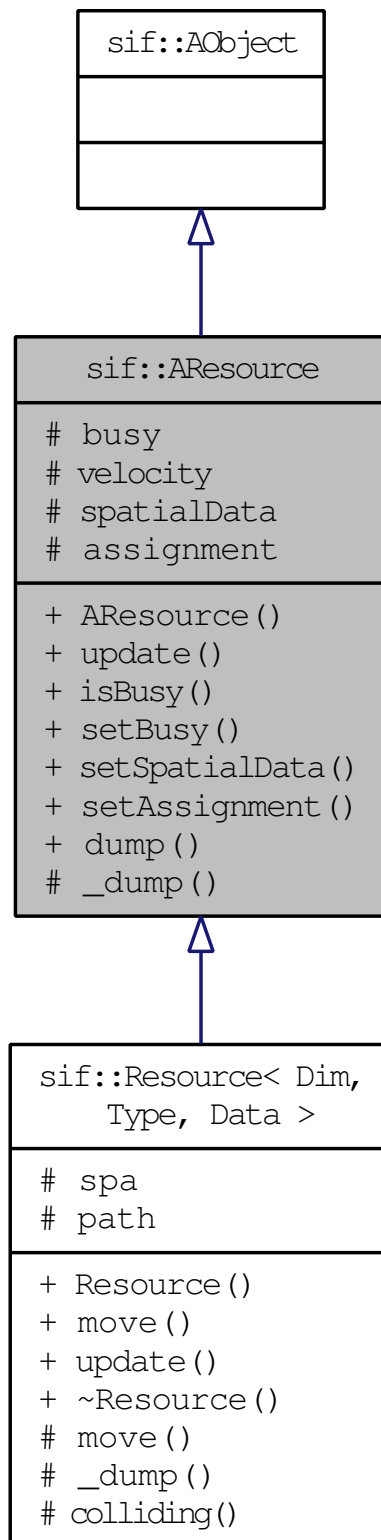 sif::AObject
sif::AResource
# busy
# velocity
# spatialData
# assignment
+ AResource()
+ update()
+ isBusy()
+ setBusy()
+ setSpatialData()
+ setAssignment()
+ dump()
# _dump()
sif::Resource< Dim,
Type, Data >
# spa
# path
+ Resource()
+ move()
+ update()
+ ~Resource()
# move()
# _dump()
# colliding()